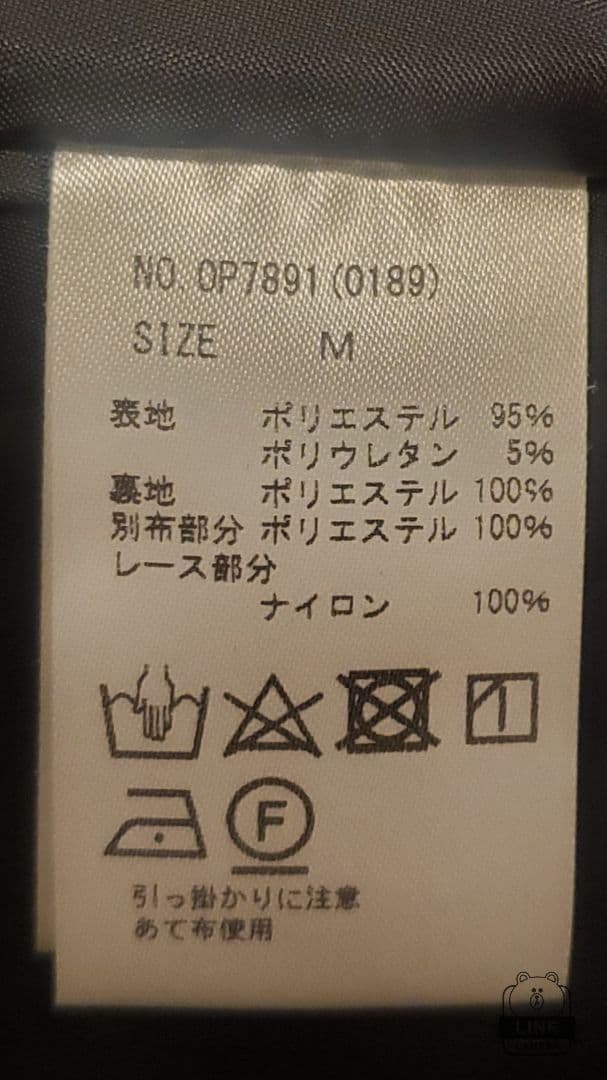 NO.OP7891(0189)
SIZE M
表地 ポリエステル 95%
ポリウレタン 5%
裏地 ポリエステル 100%
別布部分 ポリエステル 100%
レース部分
ナイロン 100%
F
引っ掛かりに注意
あて布使用
LINE
CAMERA